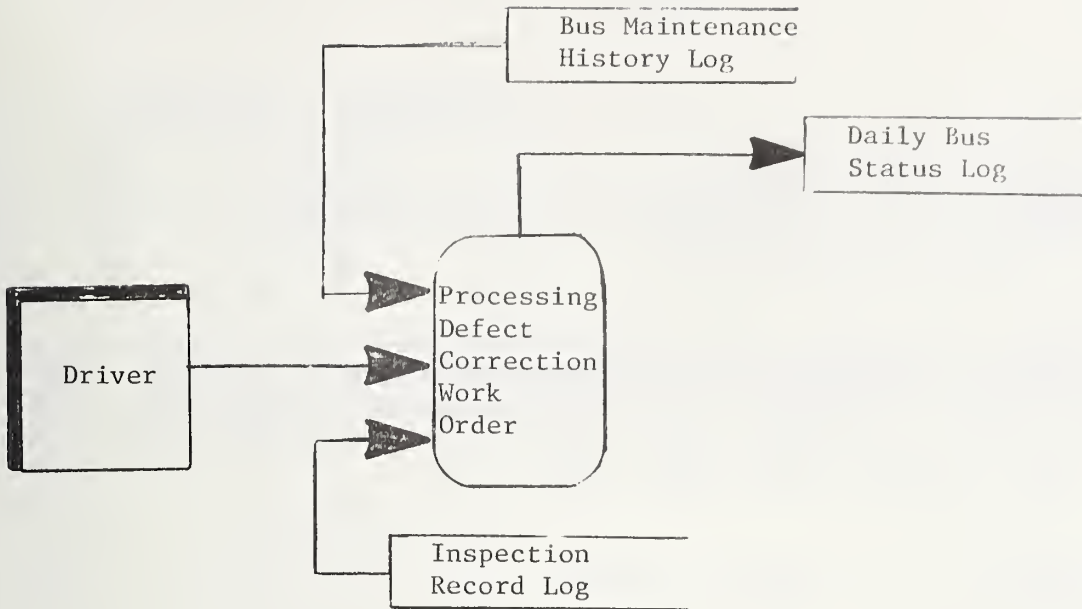 Bus Maintenance
History Log
Daily Bus
Status Log
Driver
Processing
Defect
Correction
Work
Order
Inspection
Record Log